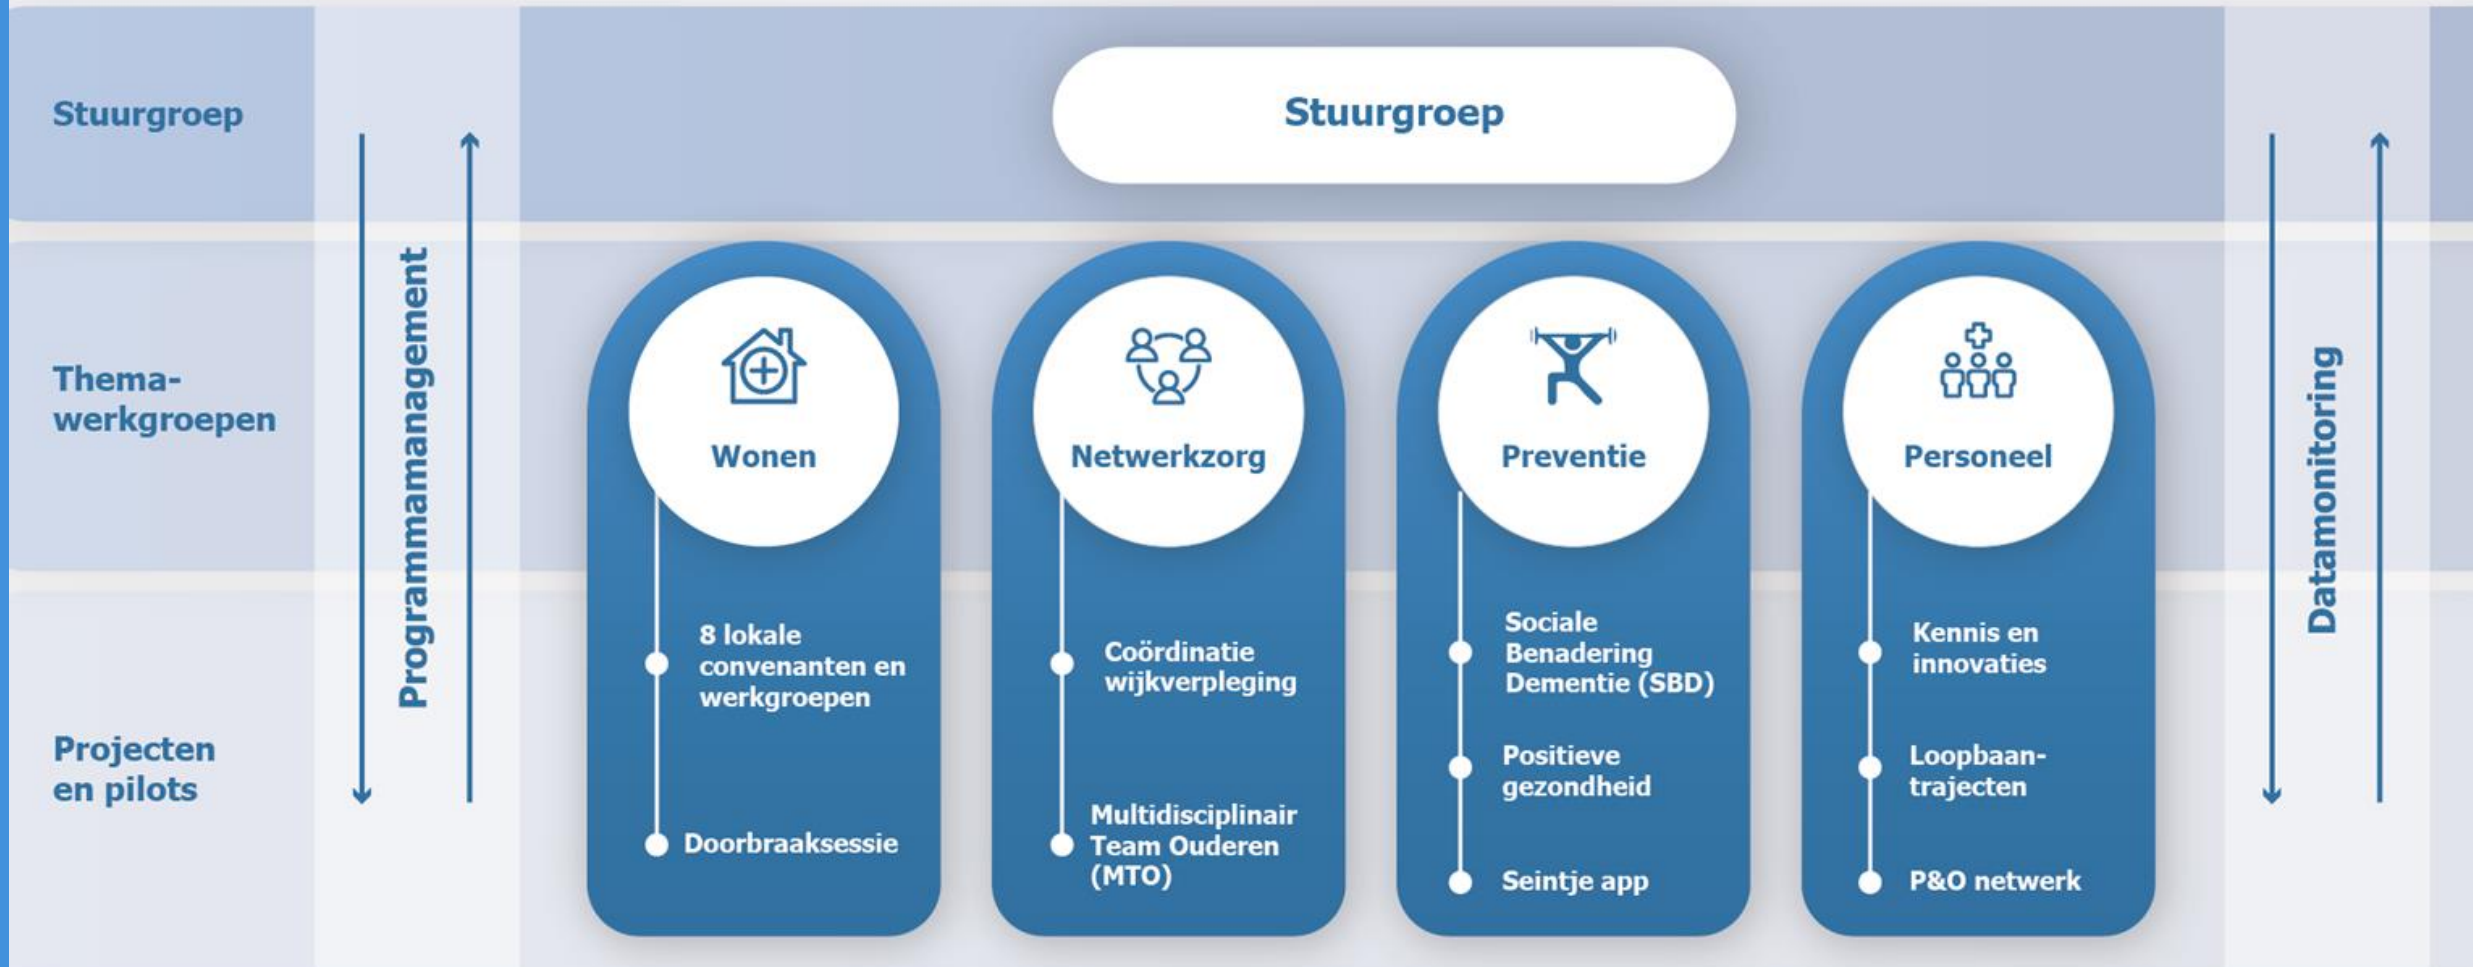 Stuurgroep
Stuurgroep
Thema-
werkgroepen
Projecten
en pilots
Programmamanagement
Wonen
8 lokale
convenanten en
werkgroepen
Doorbraaksessie
Netwerkzorg
Coördinatie
wijkverpleging
Multidisciplinair
Team Ouderen
(MTO)
Preventie
Sociale
Benadering
Dementie (SBD)
Positieve
gezondheid
Seintje app
Personeel
Kennis en
innovaties
Loopbaan-
trajecten
P&O netwerk
Datamonitoring